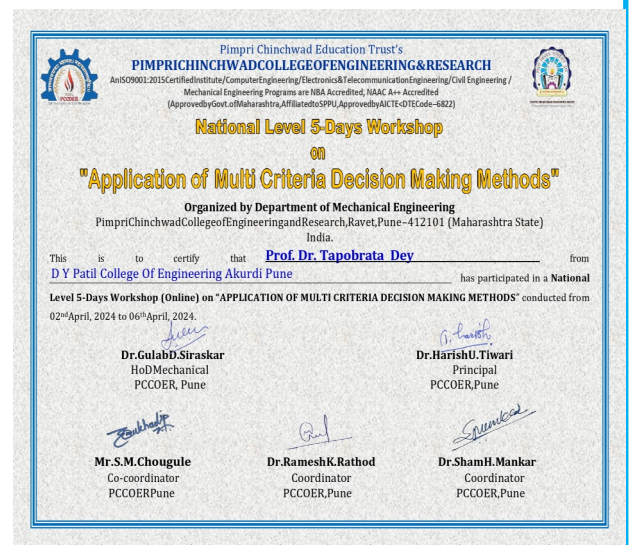 Pimpri Chinchwad Education Trust's
PIMPRICHINCHWADCOLLEGEOFENGINEERING&RESEARCH
AnISO9001:2015CertifiedInstitute/ComputerEngineering/Electronics&TelecommunicationEngineering/Civil Engineering /
Mechanical Engineering Programs are NBA Accredited, NAAC A++ Accredited
(ApprovedbyGovt.ofMaharashtra,AffiliatedtoSPPU,ApprovedbyAICTE<DTECode–6822)
PCCOER
National Level 5-Days Workshop
on
"Application of Multi Criteria Decision Making Methods"
Organized by Department of Mechanical Engineering
PimpriChinchwadCollegeofEngineeringandResearch,Ravet,Pune–412101 (Maharashtra State)
India.
This is to certify that Prof. Dr. Tapobrata Dey from
D Y Patil College Of Engineering Akurdi Pune has participated in a National
Level 5-Days Workshop (Online) on "APPLICATION OF MULTI CRITERIA DECISION MAKING METHODS" conducted from
02ndApril, 2024 to 06thApril, 2024.
Dr.GulabD.Siraskar
HoDMechanical
PCCOER, Pune
Dr.HarishU.Tiwari
Principal
PCCOER,Pune
Mr.S.M.Chougule
Co-coordinator
PCCOERPune
Dr.RameshK.Rathod
Coordinator
PCCOER,Pune
Dr.ShamH.Mankar
Coordinator
PCCOER,Pune